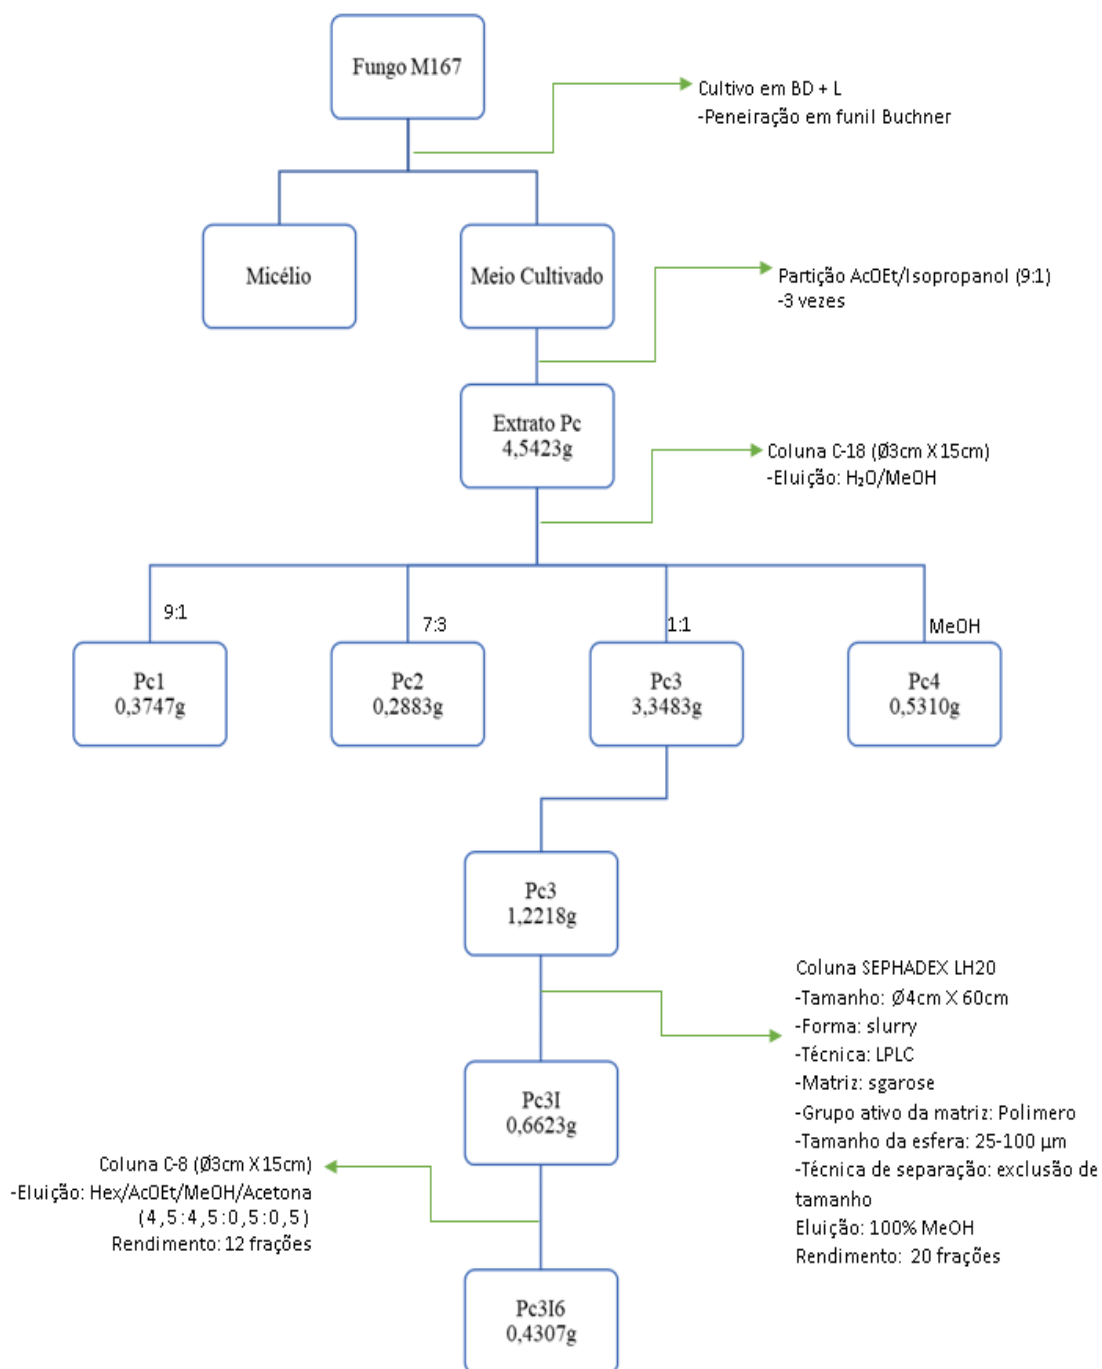 Fungo M167
Cultivo em BD + L
-Peneiração em funil Buchner
Micélio
Meio Cultivado
Partição AcOEt/Isopropanol (9:1)
-3 vezes
Extrato Pc
4,5423g
Coluna C-18 (Ø3cm X 15cm)
-Eluição: H₂O/MeOH
9:1
7:3
1:1
MeOH
Pc1
0,3747g
Pc2
0,2883g
Pc3
3,3483g
Pc4
0,5310g
Pc3
1,2218g
Coluna SEPHADEX LH20
-Tamanho: Ø4cm X 60cm
-Forma: slurry
-Técnica: LPLC
-Matriz: sgarose
-Grupo ativo da matriz: Polimero
-Tamanho da esfera: 25-100 µm
-Técnica de separação: exclusão de
tamanho
Eluição: 100% MeOH
Rendimento: 20 frações
Pc3I
0,6623g
Coluna C-8 (Ø3cm X 15cm)
-Eluição: Hex/AcOEt/MeOH/Acetona
(4,5:4,5:0,5:0,5)
Rendimento: 12 frações
Pc3I6
0,4307g